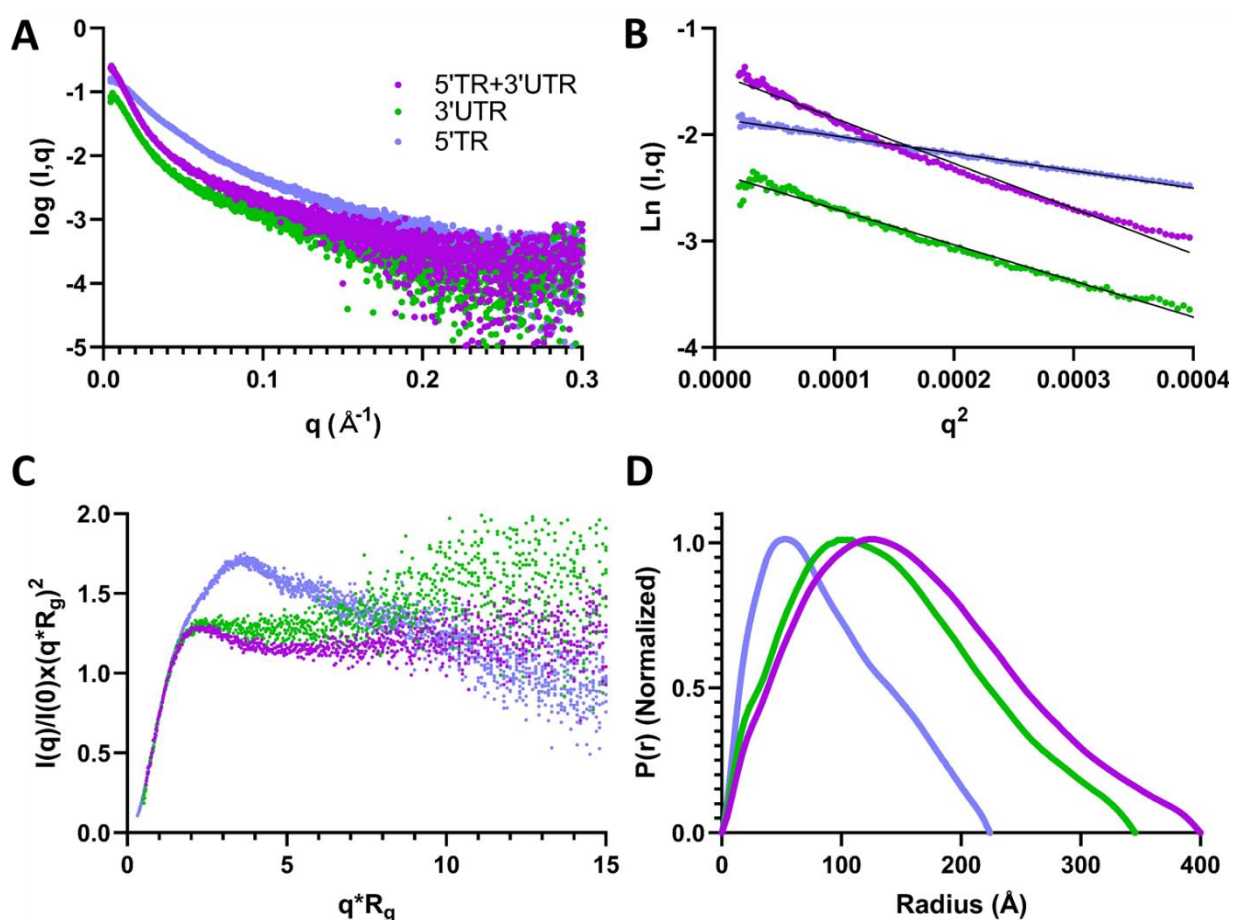 A
log (I,q)
0
-1
-2
-3
-4
-5
0.0
0.1
0.2
0.3
q (Å⁻¹)
5'TR+3'UTR
3'UTR
5'TR
B
Ln (I,q)
-1
-2
-3
-4
0.0000
0.0001
0.0002
0.0003
0.0004
q²
C
I(q)/I(0)x(q*Rg)²
2.0
1.5
1.0
0.5
0.0
0
5
10
15
q*Rg
D
P(r) (Normalized)
1.0
0.5
0.0
0
100
200
300
400
Radius (Å)